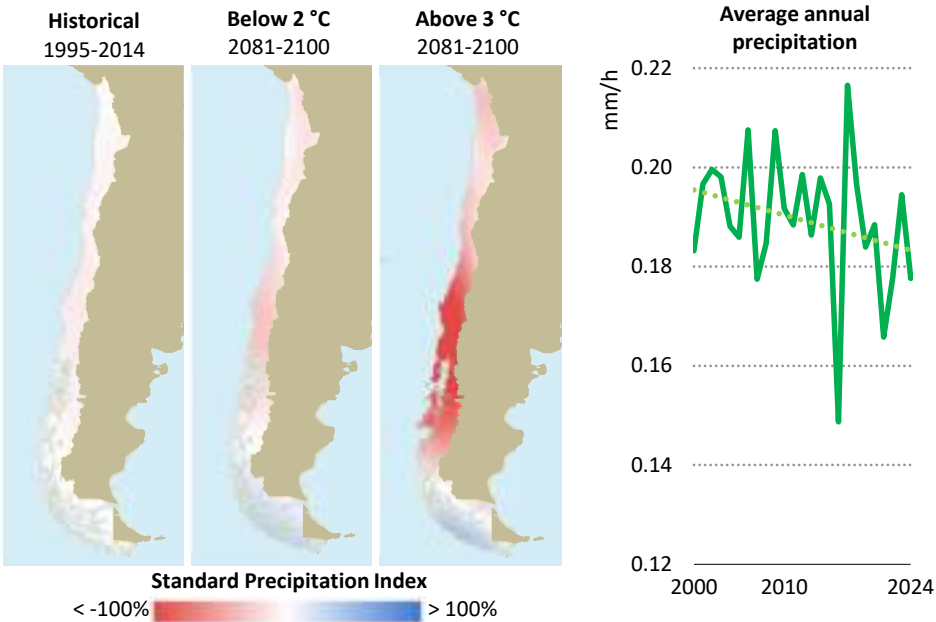 Historical
1995-2014
Below 2 °C
2081-2100
Above 3 °C
2081-2100
Standard Precipitation Index
< -100%
> 100%
Average annual
precipitation
mm/h
0.22
0.20
0.18
0.16
0.14
0.12
2000
2010
2024